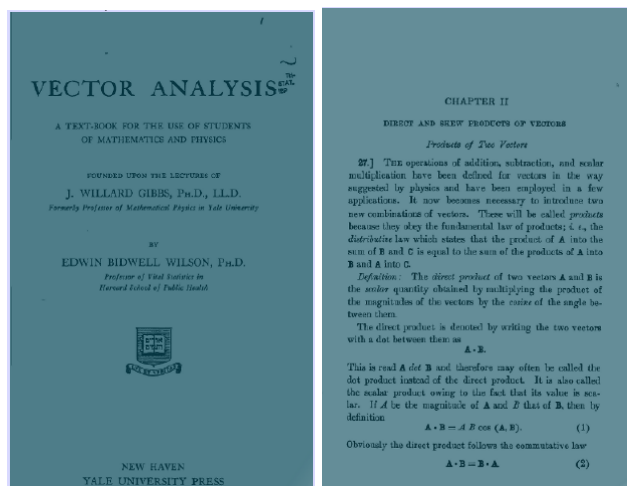 VECTOR ANALYSIS
A TEXT-BOOK FOR THE USE OF STUDENTS
OF MATHEMATICS AND PHYSICS
FOUNDED UPON THE LECTURES OF
J. WILLARD GIBBS, PH.D., LL.D.
Formerly Professor of Mathematical Physics in Yale University
BY
EDWIN BIDWELL WILSON, PH.D.
Professor of Vital Statistics in
Harvard School of Public Health
NEW HAVEN
YALE UNIVERSITY PRESS
CHAPTER II
DIRECT AND SKEW PRODUCTS OF VECTORS
Products of Two Vectors
27.] THE operations of addition, subtraction, and scalar
multiplication have been defined for vectors in the way
suggested by physics and have been employed in a few
applications. It now becomes necessary to introduce two
new combinations of vectors. These will be called products
because they obey the fundamental law of products; i. e., the
distributive law which states that the product of A into the
sum of B and C is equal to the sum of the products of A into
B and A into C.
Definition: The direct product of two vectors A and B is
the scalar quantity obtained by multiplying the product of
the magnitudes of the vectors by the cosine of the angle be-
tween them.
The direct product is denoted by writing the two vectors
with a dot between them as
A·B.
This is read A dot B and therefore may often be called the
dot product instead of the direct product. It is also called
the scalar product owing to the fact that its value is sca-
lar. If A be the magnitude of A and B that of B, then by
definition
A·B = A B cos (A, B). (1)
Obviously the direct product follows the commutative law
A·B = B·A (2)